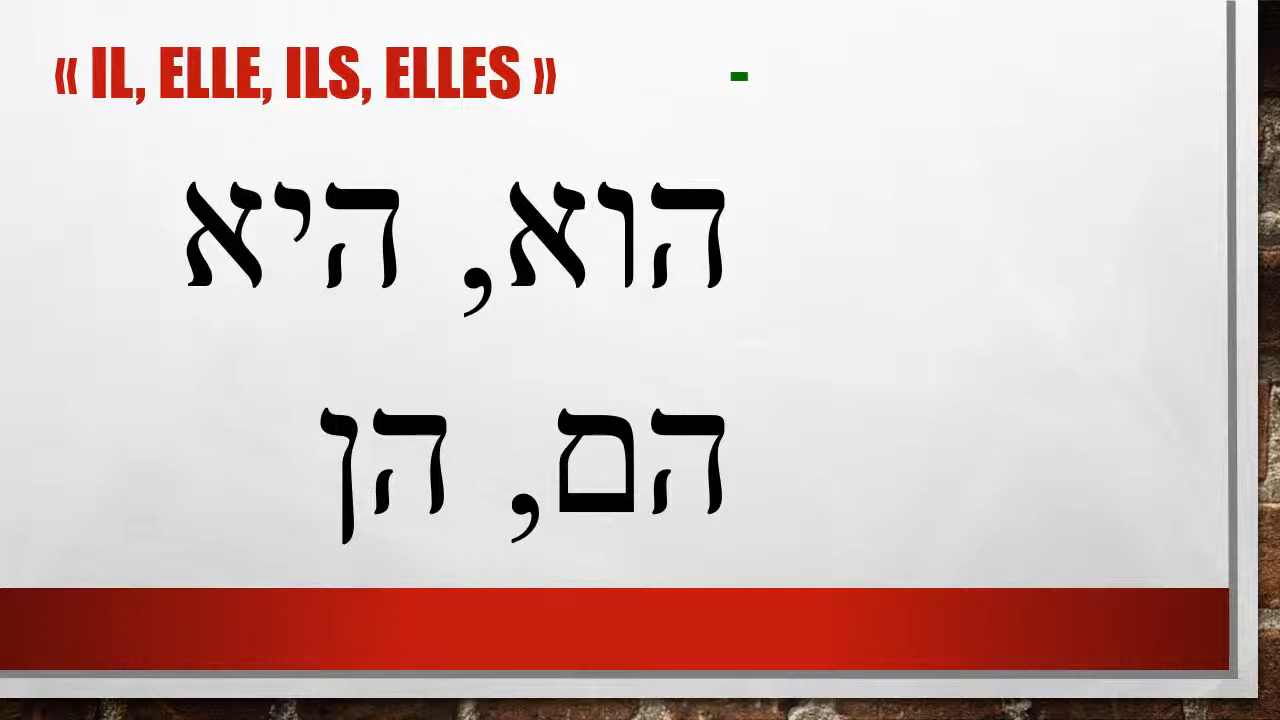 « IL, ELLE, ILS, ELLES » -
הוא, היא
הם, הן